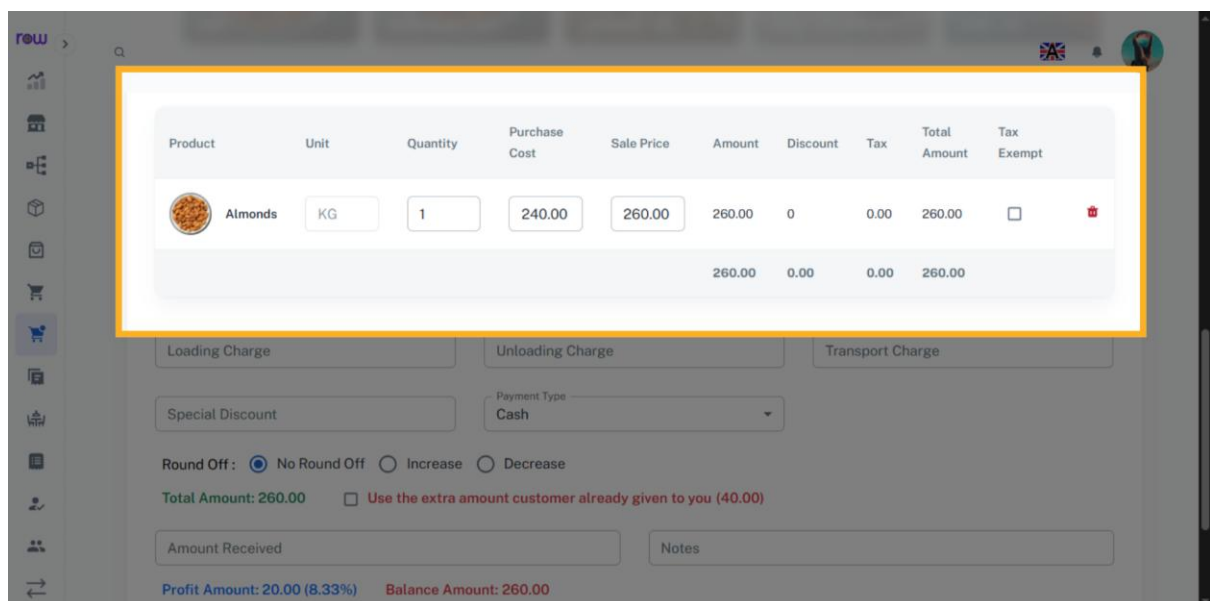 row
A
Product Unit Quantity Purchase Cost Sale Price Amount Discount Tax Total Amount Tax Exempt
Almonds KG 1 240.00 260.00 260.00 0 0.00 260.00
260.00 0.00 0.00 260.00
Loading Charge Unloading Charge Transport Charge
Payment Type
Special Discount Cash
Round Off : No Round Off Increase Decrease
Total Amount: 260.00 Use the extra amount customer already given to you (40.00)
Amount Received Notes
Profit Amount: 20.00 (8.33%) Balance Amount: 260.00